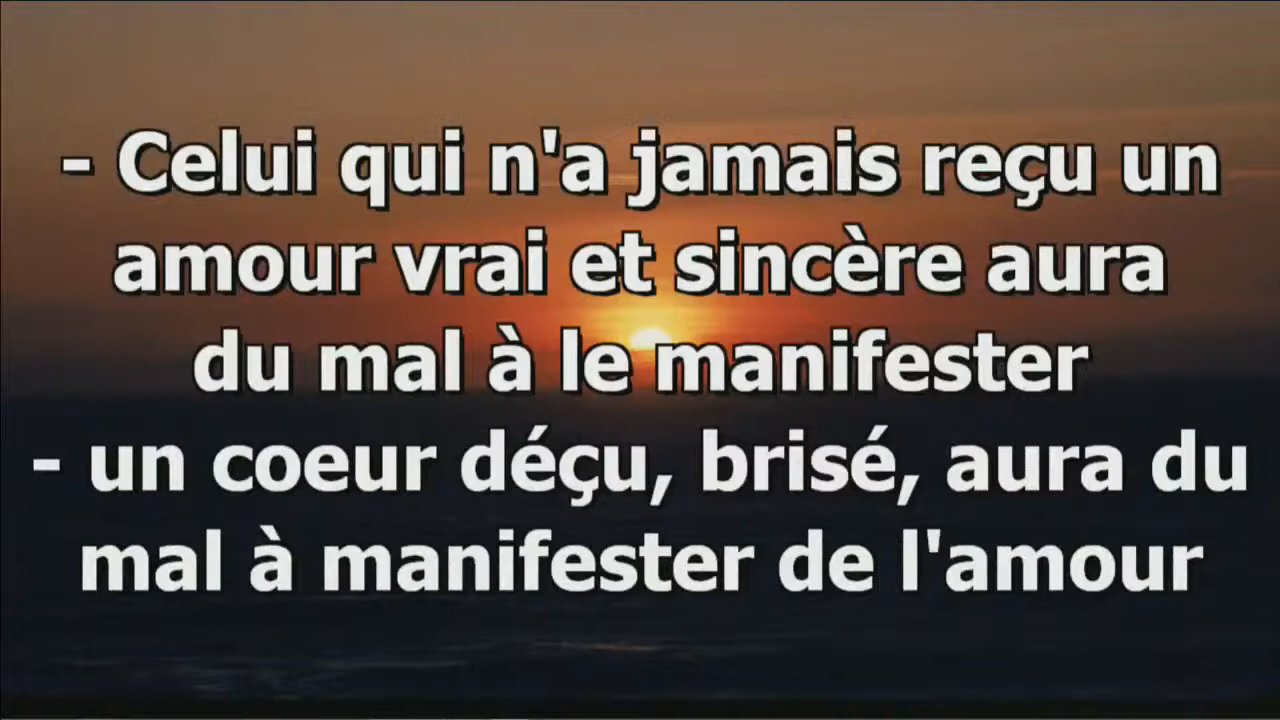 - Celui qui n'a jamais reçu un
amour vrai et sincère aura
du mal à le manifester
- un coeur déçu, brisé, aura du
mal à manifester de l'amour